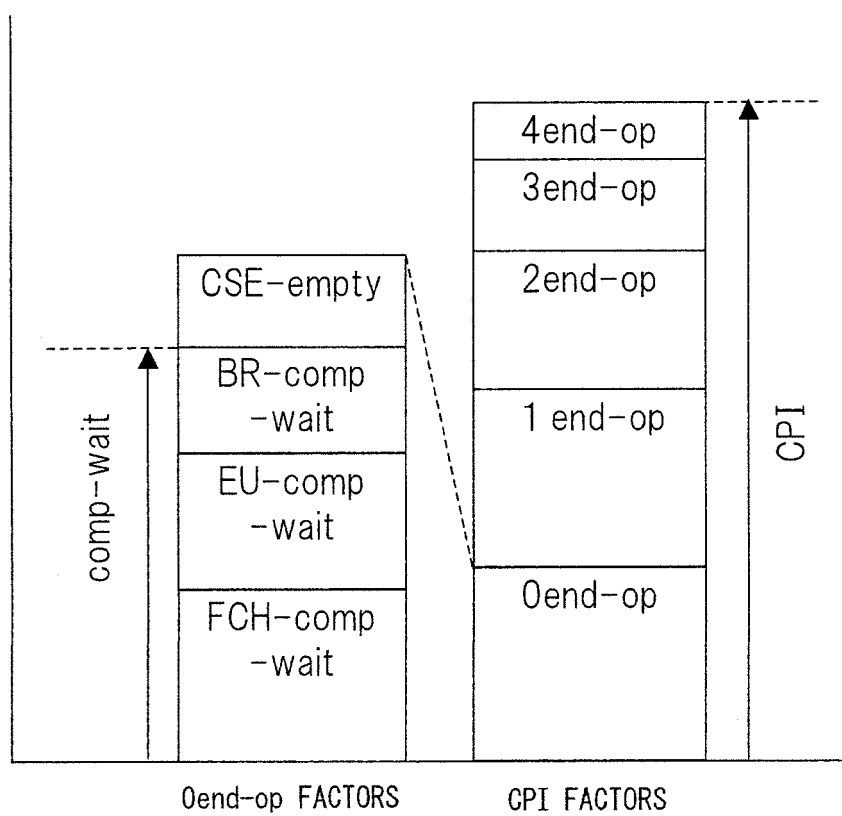 4end-op
3end-op
2end-op
1 end-op
0end-op
CPI
CSE-empty
BR-comp
-wait
EU-comp
-wait
FCH-comp
-wait
comp-wait
0end-op FACTORS
CPI FACTORS